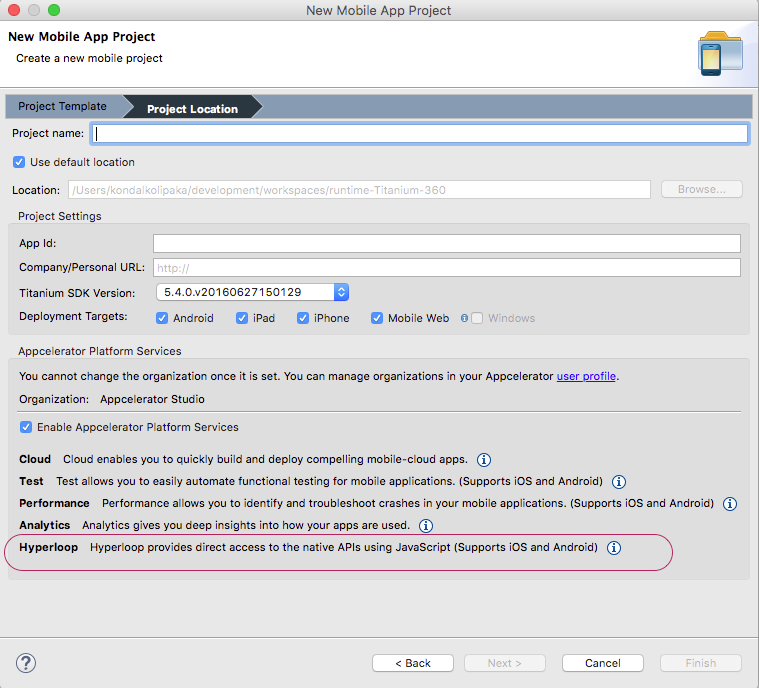 New Mobile App Project
New Mobile App Project
Create a new mobile project
Project Template Project Location
Project name:
Use default location
Location: /Users/kondalkolipaka/development/workspaces/runtime-Titanium-360 Browse...
Project Settings
App Id:
Company/Personal URL: http://
Titanium SDK Version: 5.4.0.v20160627150129
Deployment Targets: Android iPad iPhone Mobile Web Windows
Appcelerator Platform Services
You cannot change the organization once it is set. You can manage organizations in your Appcelerator user profile.
Organization: Appcelerator Studio
Enable Appcelerator Platform Services
Cloud Cloud enables you to quickly build and deploy compelling mobile-cloud apps.
Test Test allows you to easily automate functional testing for mobile applications. (Supports iOS and Android)
Performance Performance allows you to identify and troubleshoot crashes in your mobile applications. (Supports iOS and Android)
Analytics Analytics gives you deep insights into how your apps are used.
Hyperloop Hyperloop provides direct access to the native APIs using JavaScript (Supports iOS and Android)
? < Back Next > Cancel Finish